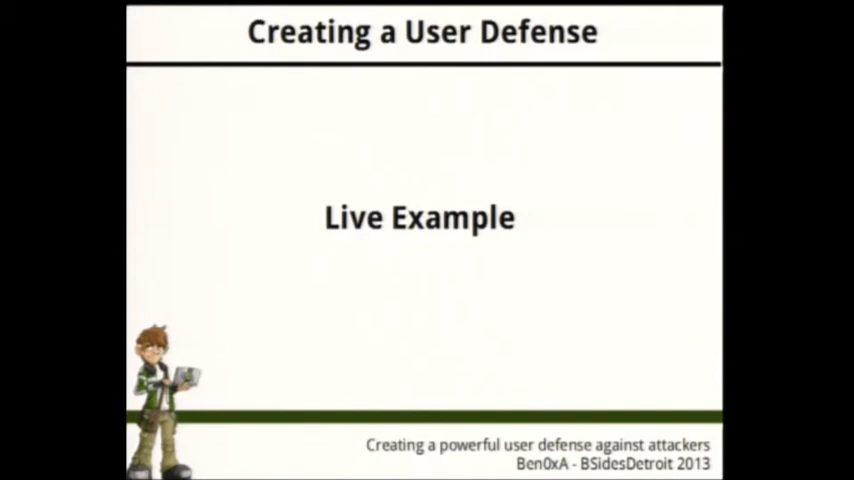 Creating a User Defense
Live Example
Creating a powerful user defense against attackers
Ben0xA - BSidesDetroit 2013